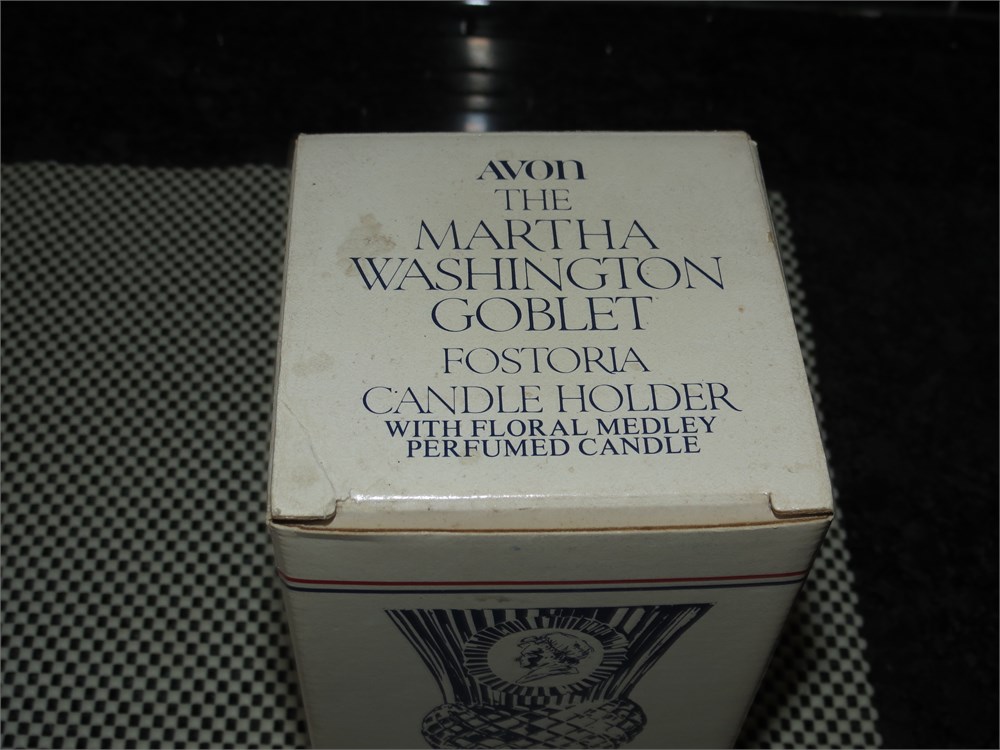 AVON
THE
MARTHA
WASHINGTON
GOBLET
FOSTORIA
CANDLE HOLDER
WITH FLORAL MEDLEY
PERFUMED CANDLE